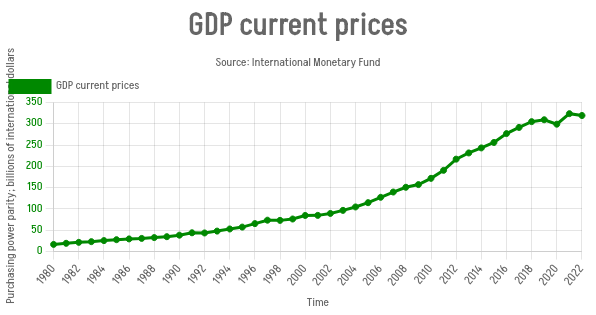 GDP current prices
Source: International Monetary Fund
GDP current prices
Purchasing power parity; billions of international dollars
350
300
250
200
150
100
50
0
1980 1982 1984 1986 1988 1990 1992 1994 1996 1998 2000 2002 2004 2006 2008 2010 2012 2014 2016 2018 2020 2022
Time